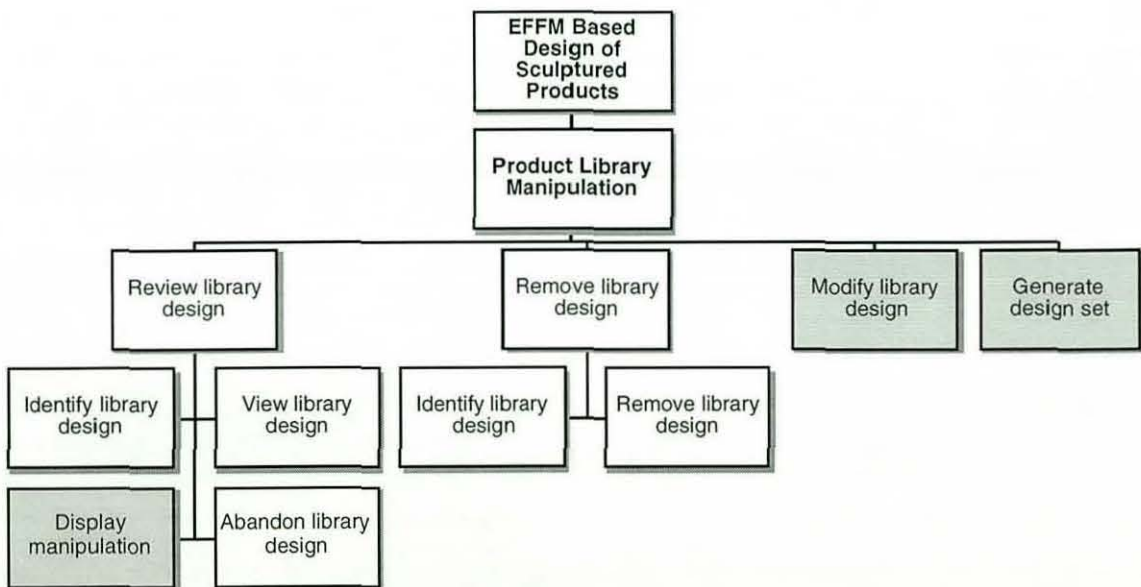 EFFM Based
Design of
Sculptured
Products
Product Library
Manipulation
Review library
design
Remove library
design
Modify library
design
Generate
design set
Identify library
design
View library
design
Identify library
design
Remove library
design
Display
manipulation
Abandon library
design